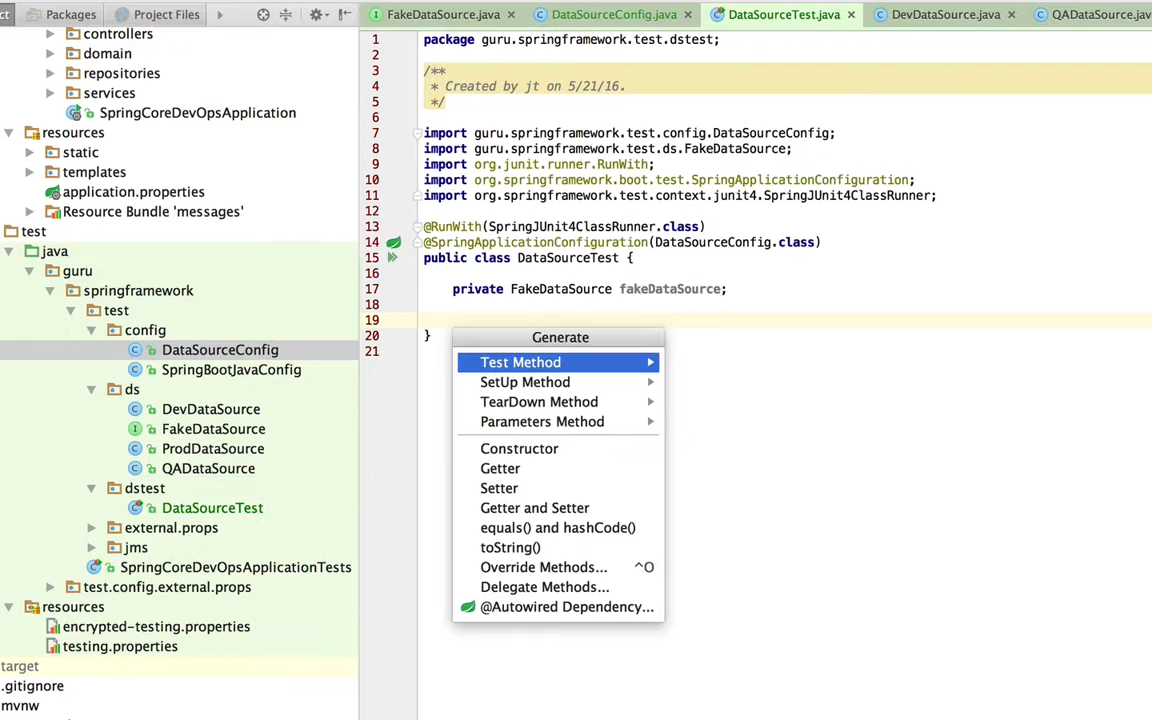 ct
Packages
Project Files
FakeDataSource.java
DataSourceConfig.java
DataSourceTest.java
DevDataSource.java
QADataSource.jav
controllers
domain
repositories
services
SpringCoreDevOpsApplication
resources
static
templates
application.properties
Resource Bundle 'messages'
test
java
guru
springframework
test
config
DataSourceConfig
SpringBootJavaConfig
ds
DevDataSource
FakeDataSource
ProdDataSource
QADataSource
dstest
DataSourceTest
external.props
jms
SpringCoreDevOpsApplicationTests
test.config.external.props
resources
encrypted-testing.properties
testing.properties
target
.gitignore
mvnw
1 package guru.springframework.test.dstest;
2
3 /**
4 * Created by jt on 5/21/16.
5 */
6
7 import guru.springframework.test.config.DataSourceConfig;
8 import guru.springframework.test.ds.FakeDataSource;
9 import org.junit.runner.RunWith;
10 import org.springframework.boot.test.SpringApplicationConfiguration;
11 import org.springframework.test.context.junit4.SpringJUnit4ClassRunner;
12
13 @RunWith(SpringJUnit4ClassRunner.class)
14 @SpringApplicationConfiguration(DataSourceConfig.class)
15 public class DataSourceTest {
16
17 private FakeDataSource fakeDataSource;
18
19
20 }
21
Generate
Test Method
SetUp Method
TearDown Method
Parameters Method
Constructor
Getter
Setter
Getter and Setter
equals() and hashCode()
toString()
Override Methods... ^O
Delegate Methods...
@Autowired Dependency...